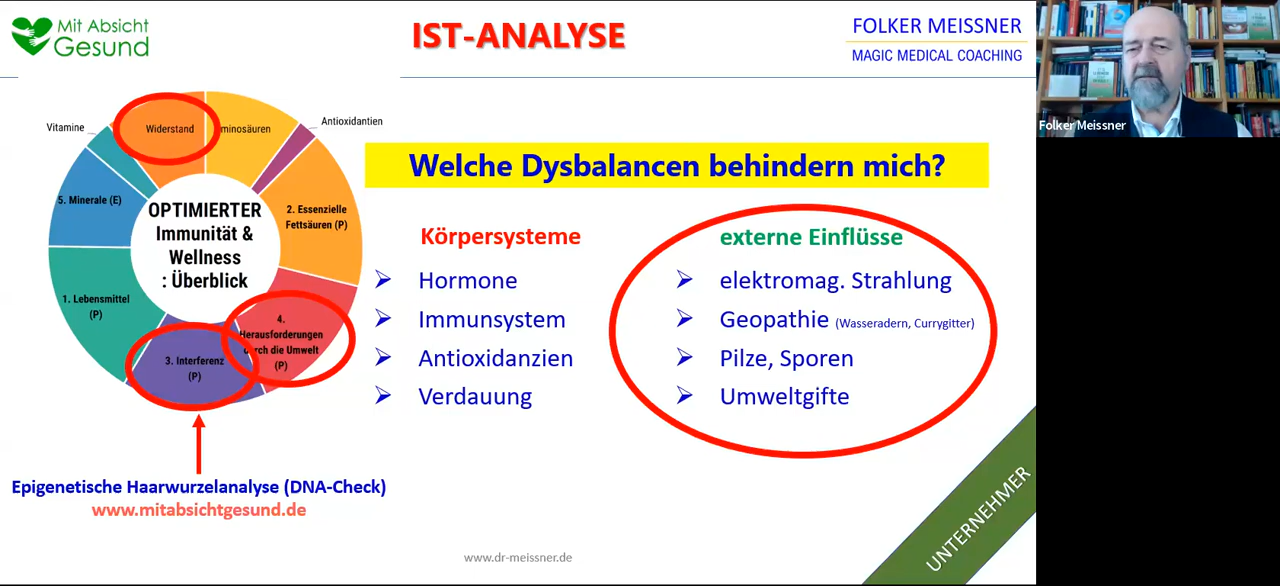 Mit Absicht
Gesund
IST-ANALYSE
FOLKER MEISSNER
MAGIC MEDICAL COACHING
Folker Meissner
Vitamine
Widerstand
minosäuren
Antioxidantien
5. Minerale (E)
2. Essenzielle
Fettsäuren (P)
OPTIMIERTER
Immunität &
Wellness
: Überblick
1. Lebensmittel
(P)
3. Interferenz
(P)
4.
Herausforderungen
durch die Umwelt
(P)
Epigenetische Haarwurzelanalyse (DNA-Check)
www.mitabsichtgesund.de
Welche Dysbalancen behindern mich?
Körpersysteme
Hormone
Immunsystem
Antioxidanzien
Verdauung
externe Einflüsse
elektromag. Strahlung
Geopathie (Wasseradern, Currygitter)
Pilze, Sporen
Umweltgifte
UNTERNEHMER
www.dr-meissner.de